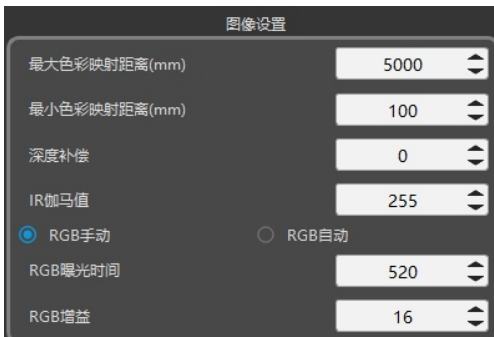 图像设置
最大色彩映射距离(mm) 5000
最小色彩映射距离(mm) 100
深度补偿 0
IR伽马值 255
RGB手动 RGB自动
RGB曝光时间 520
RGB增益 16